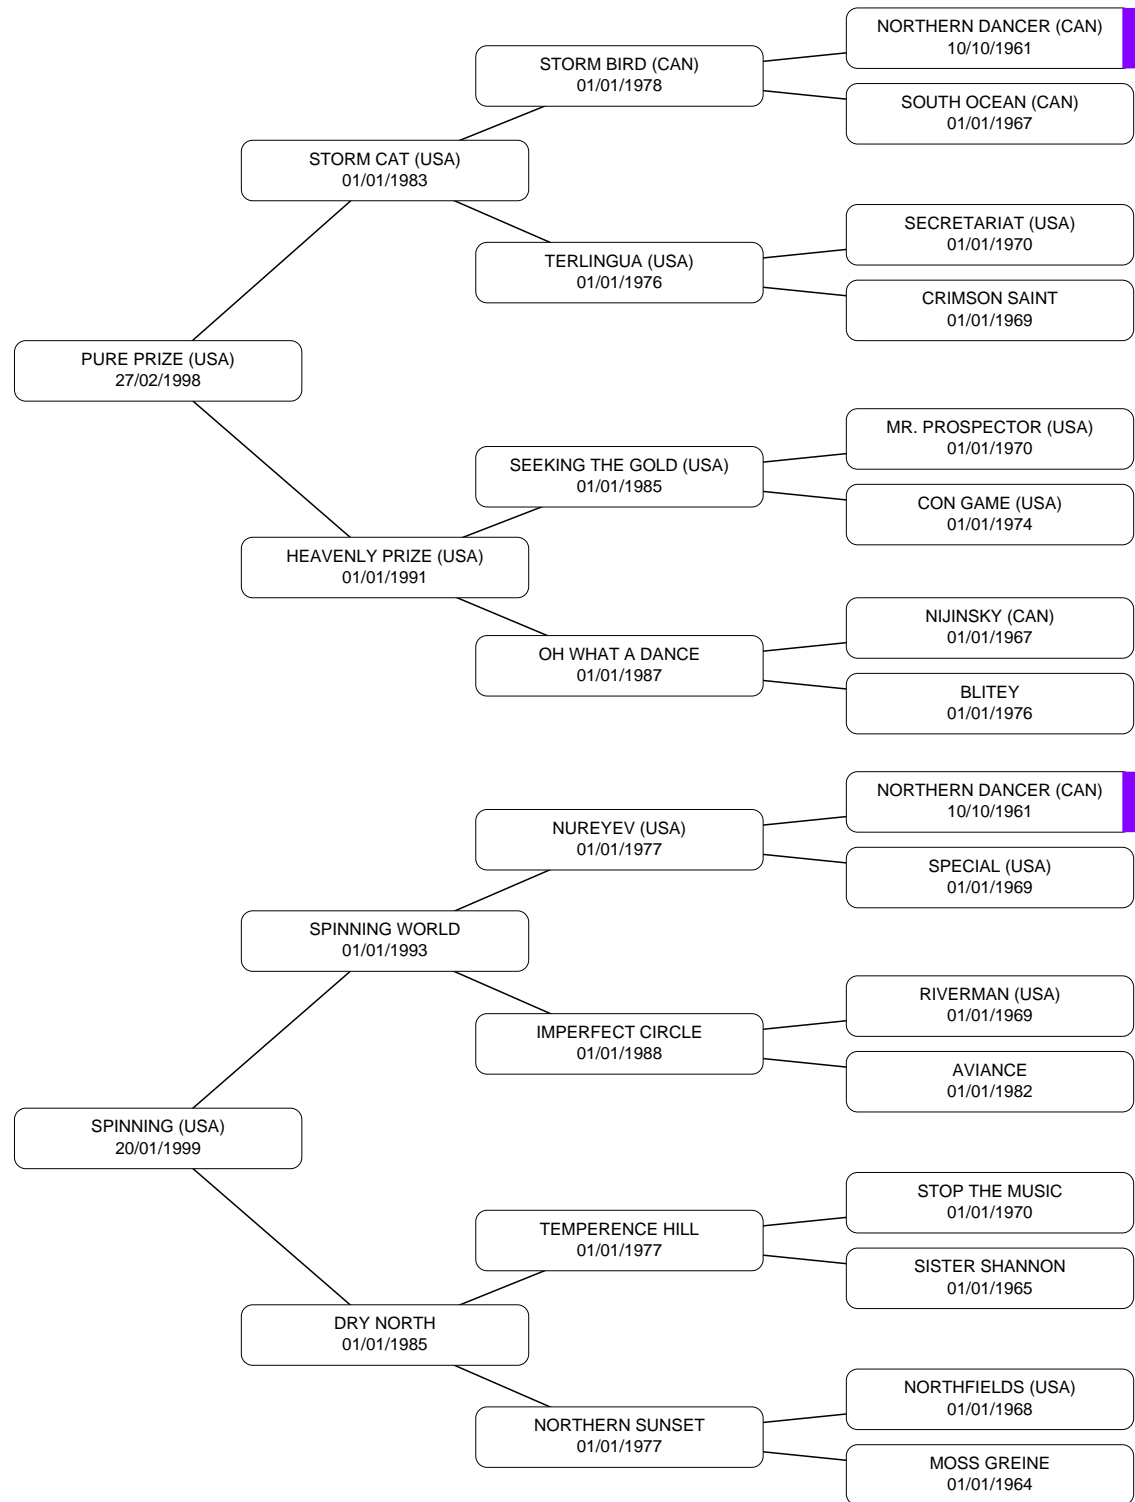 NORTHERN DANCER (CAN)
10/10/1961
STORM BIRD (CAN)
01/01/1978
SOUTH OCEAN (CAN)
01/01/1967
STORM CAT (USA)
01/01/1983
SECRETARIAT (USA)
01/01/1970
TERLINGUA (USA)
01/01/1976
CRIMSON SAINT
01/01/1969
PURE PRIZE (USA)
27/02/1998
MR. PROSPECTOR (USA)
01/01/1970
SEEKING THE GOLD (USA)
01/01/1985
CON GAME (USA)
01/01/1974
HEAVENLY PRIZE (USA)
01/01/1991
NIJINSKY (CAN)
01/01/1967
OH WHAT A DANCE
01/01/1987
BLITEY
01/01/1976
NORTHERN DANCER (CAN)
10/10/1961
NUREYEV (USA)
01/01/1977
SPECIAL (USA)
01/01/1969
SPINNING WORLD
01/01/1993
RIVERMAN (USA)
01/01/1969
IMPERFECT CIRCLE
01/01/1988
AVIANCE
01/01/1982
SPINNING (USA)
20/01/1999
STOP THE MUSIC
01/01/1970
TEMPERENCE HILL
01/01/1977
SISTER SHANNON
01/01/1965
DRY NORTH
01/01/1985
NORTHFIELDS (USA)
01/01/1968
NORTHERN SUNSET
01/01/1977
MOSS GREINE
01/01/1964